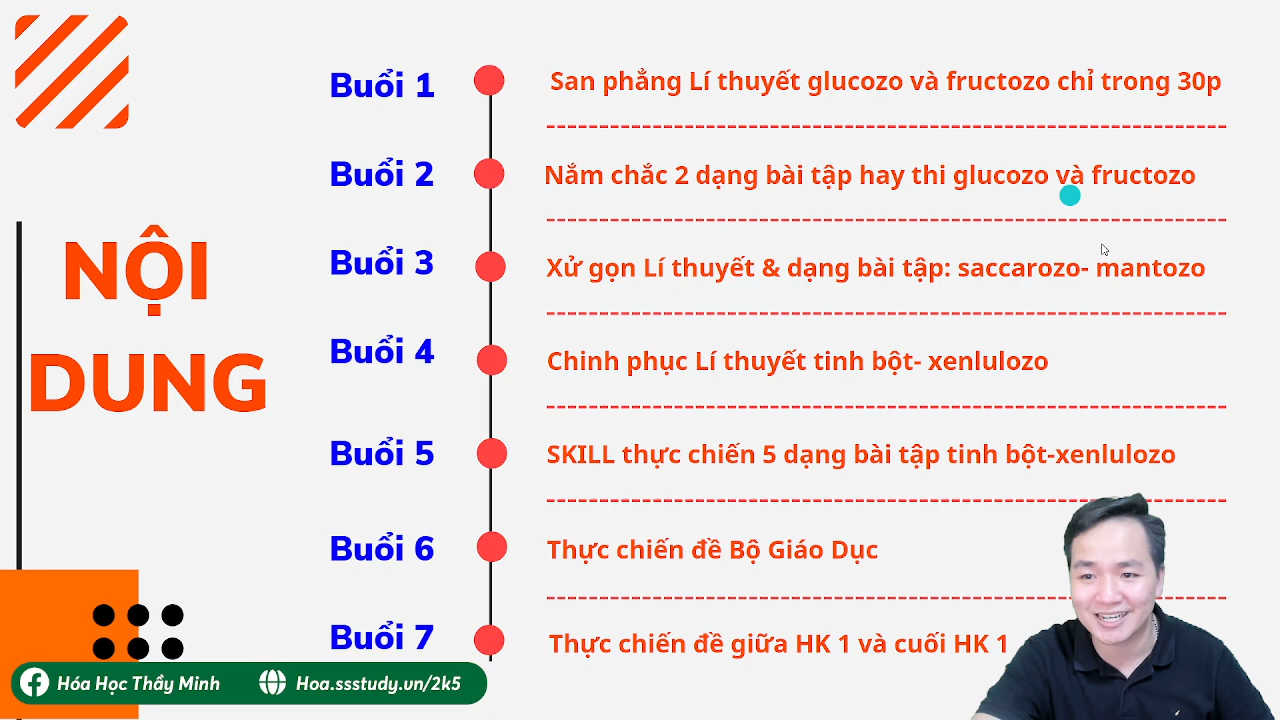 NỘI
DUNG
Buổi 1
San phẳng Lí thuyết glucozo và fructozo chỉ trong 30p
Buổi 2
Nắm chắc 2 dạng bài tập hay thi glucozo và fructozo
Buổi 3
Xử gọn Lí thuyết & dạng bài tập: saccarozo- mantozo
Buổi 4
Chinh phục Lí thuyết tinh bột- xenlulozo
Buổi 5
SKILL thực chiến 5 dạng bài tập tinh bột-xenlulozo
Buổi 6
Thực chiến đề Bộ Giáo Dục
Buổi 7
Thực chiến đề giữa HK 1 và cuối HK 1
Hóa Học Thầy Minh
Hoa.ssstudy.vn/2k5